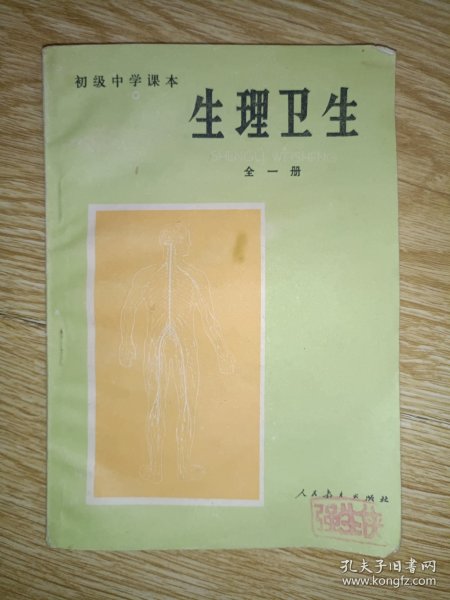 初级中学课本
生理卫生
SHENGLI WEISHENG
全一册
人民教育出版社
孔夫子旧书网
www.kongfz.com